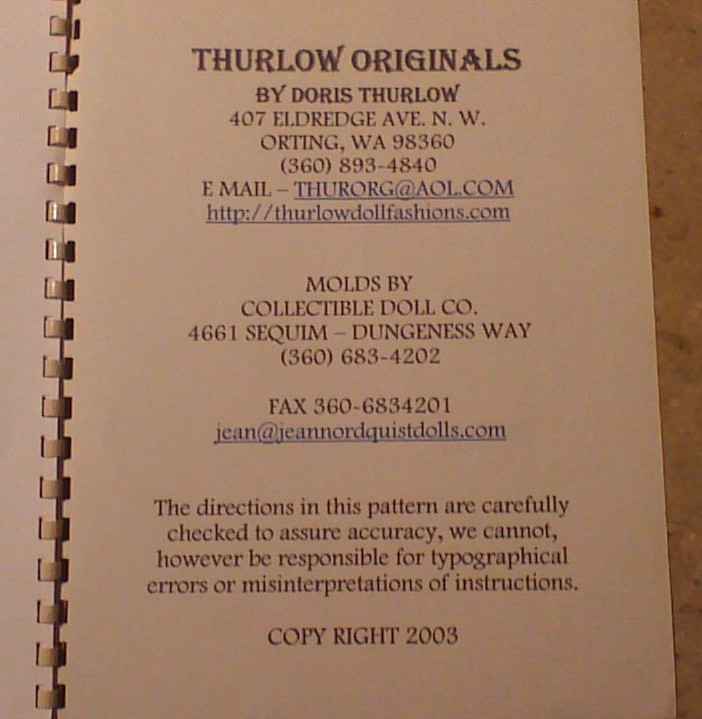 THURLOW ORIGINALS
BY DORIS THURLOW
407 ELDREDGE AVE. N. W.
ORTING, WA 98360
(360) 893-4840
E MAIL – THURORG@AOL.COM
http://thurlowdollfashions.com
MOLDS BY
COLLECTIBLE DOLL CO.
4661 SEQUIM – DUNGENESS WAY
(360) 683-4202
FAX 360-6834201
jean@jeannordquistdolls.com
The directions in this pattern are carefully
checked to assure accuracy, we cannot,
however be responsible for typographical
errors or misinterpretations of instructions.
COPY RIGHT 2003